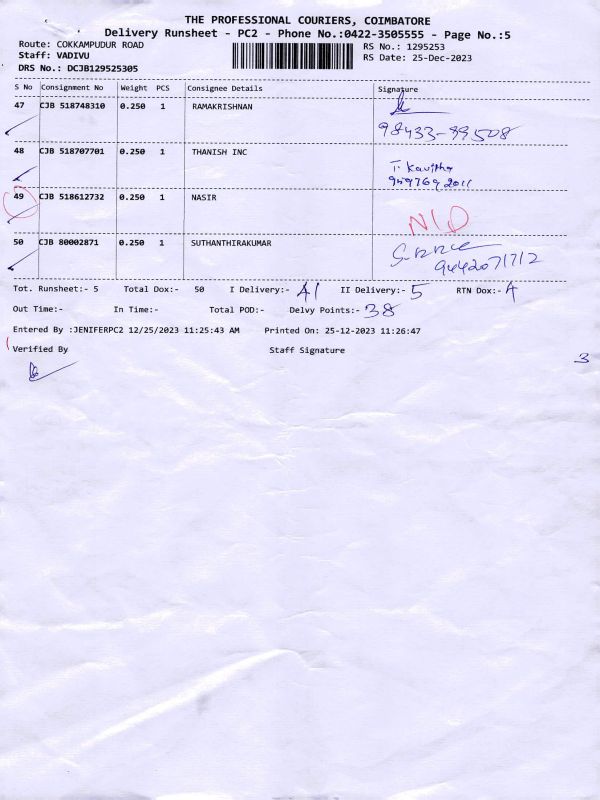 THE PROFESSIONAL COURIERS, COIMBATORE
Delivery Runsheet - PC2 - Phone No.:0422-3505555 - Page No.:5
Route: COKKAMPUDUR ROAD RS No.: 1295253
Staff: VADIVU RS Date: 25-Dec-2023
DRS No.: DCJB129525305
S No Consignment No Weight PCS Consignee Details Signature
47 CJB 518748310 0.250 1 RAMAKRISHNAN
98433-99508
48 CJB 518707701 0.250 1 THANISH INC
T. Kavitha
9497692011
49 CJB 518612732 0.250 1 NASIR
N/D
50 CJB 80002871 0.250 1 SUTHANTHIRAKUMAR
9442071712
Tot. Runsheet:- 5 Total Dox:- 50 I Delivery:- 41 II Delivery:- 5 RTN Dox:- 4
Out Time:- In Time:- Total POD:- Delvy Points:- 38
Entered By :JENIFERPC2 12/25/2023 11:25:43 AM Printed On: 25-12-2023 11:26:47
Verified By Staff Signature
3